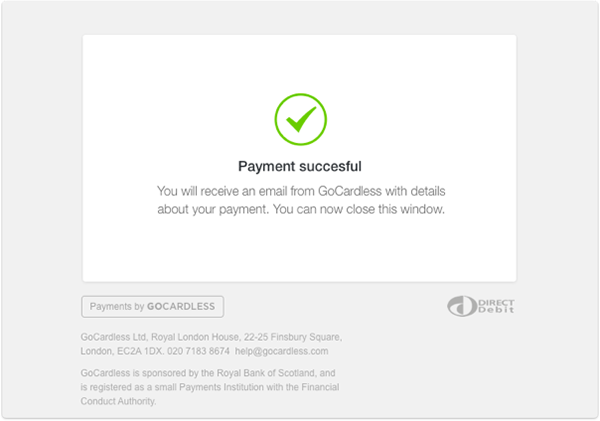 Payment succesful
You will receive an email from GoCardless with details
about your payment. You can now close this window.
Payments by GOCARDLESS
DIRECT
Debit
GoCardless Ltd, Royal London House, 22-25 Finsbury Square,
London, EC2A 1DX. 020 7183 8674 help@gocardless.com
GoCardless is sponsored by the Royal Bank of Scotland, and
is registered as a small Payments Institution with the Financial
Conduct Authority.